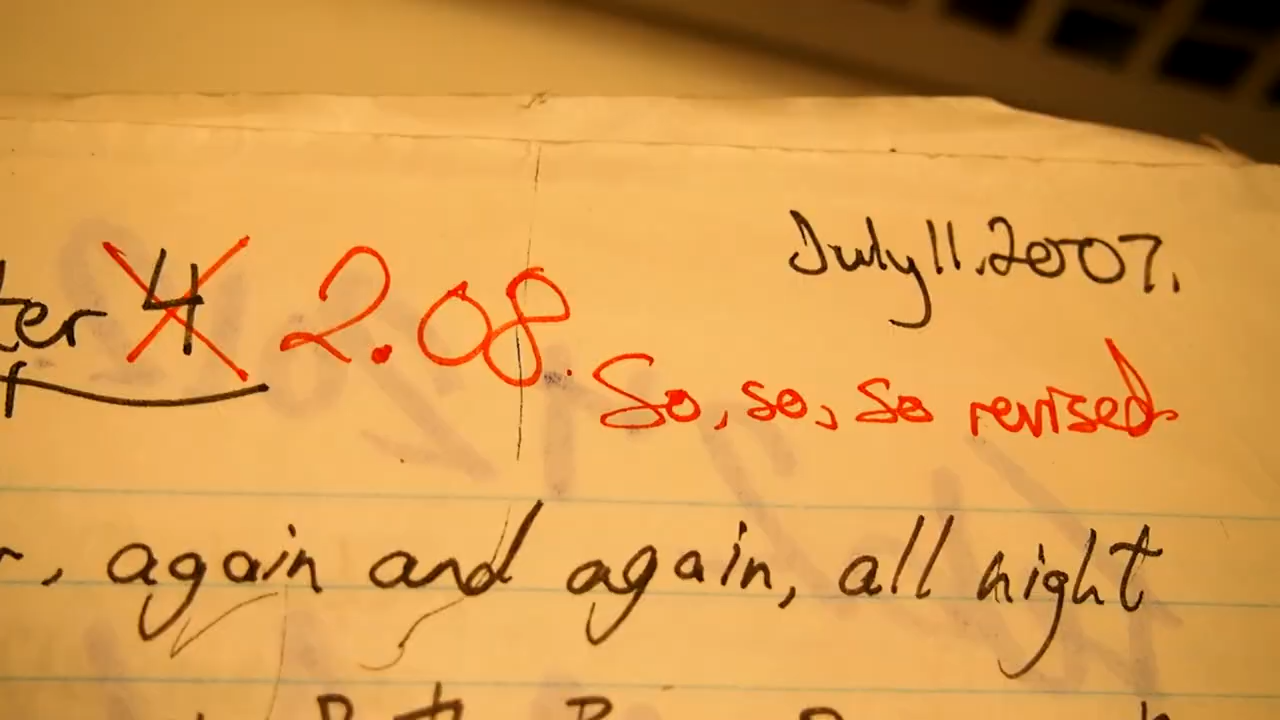 July 11. 2007.
ter 4 2.08.
So, so, so revised.
r, again and again, all night